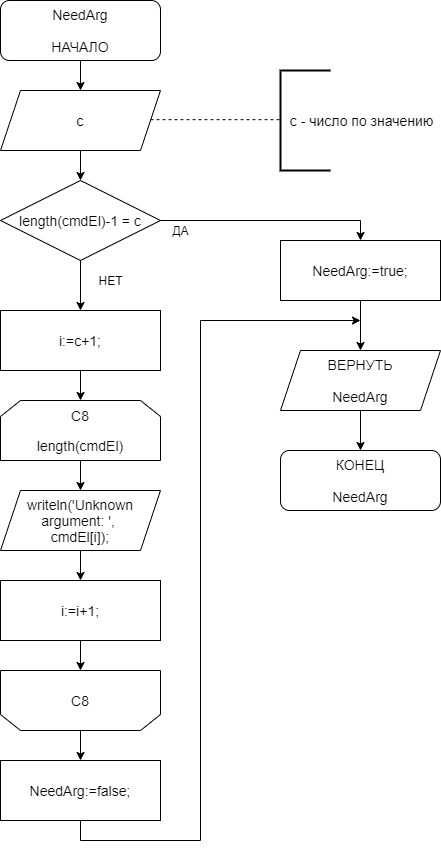 NeedArg
НАЧАЛО
c
c - число по значению
length(cmdEl)-1 = c
ДА
НЕТ
NeedArg:=true;
i:=c+1;
ВЕРНУТЬ
NeedArg
C8
length(cmdEl)
КОНЕЦ
NeedArg
writeln('Unknown
argument: ',
cmdEl[i]);
i:=i+1;
C8
NeedArg:=false;